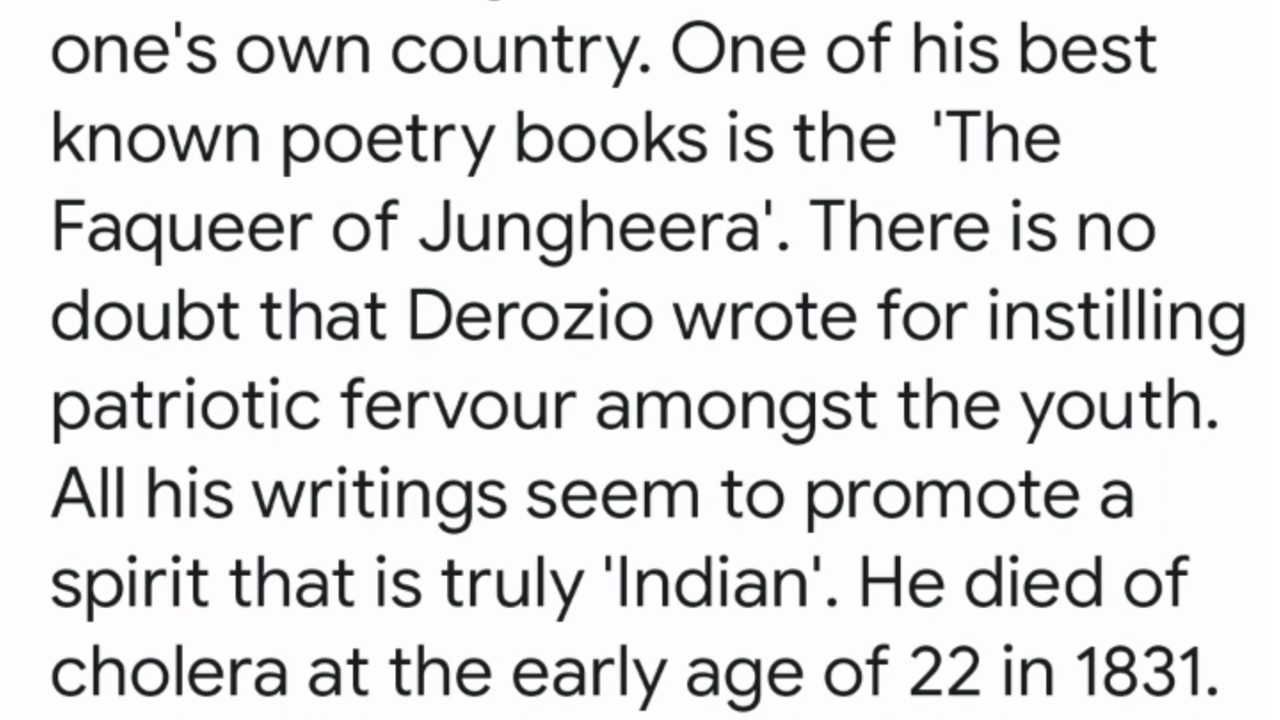 one's own country. One of his best
known poetry books is the  'The
Faqueer of Jungheera'. There is no
doubt that Derozio wrote for instilling
patriotic fervour amongst the youth.
All his writings seem to promote a
spirit that is truly 'Indian'. He died of
cholera at the early age of 22 in 1831.